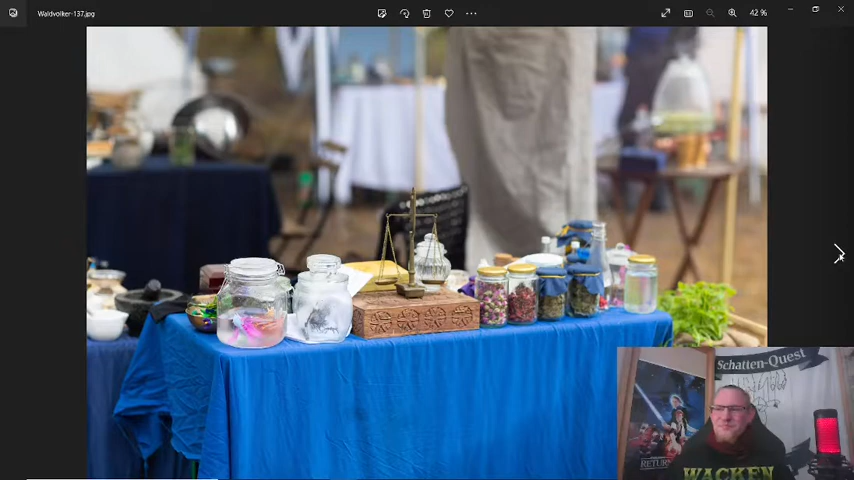 Waldvolker-137.jpg
42 %
Schatten-Quest
RETURN
WACKEN